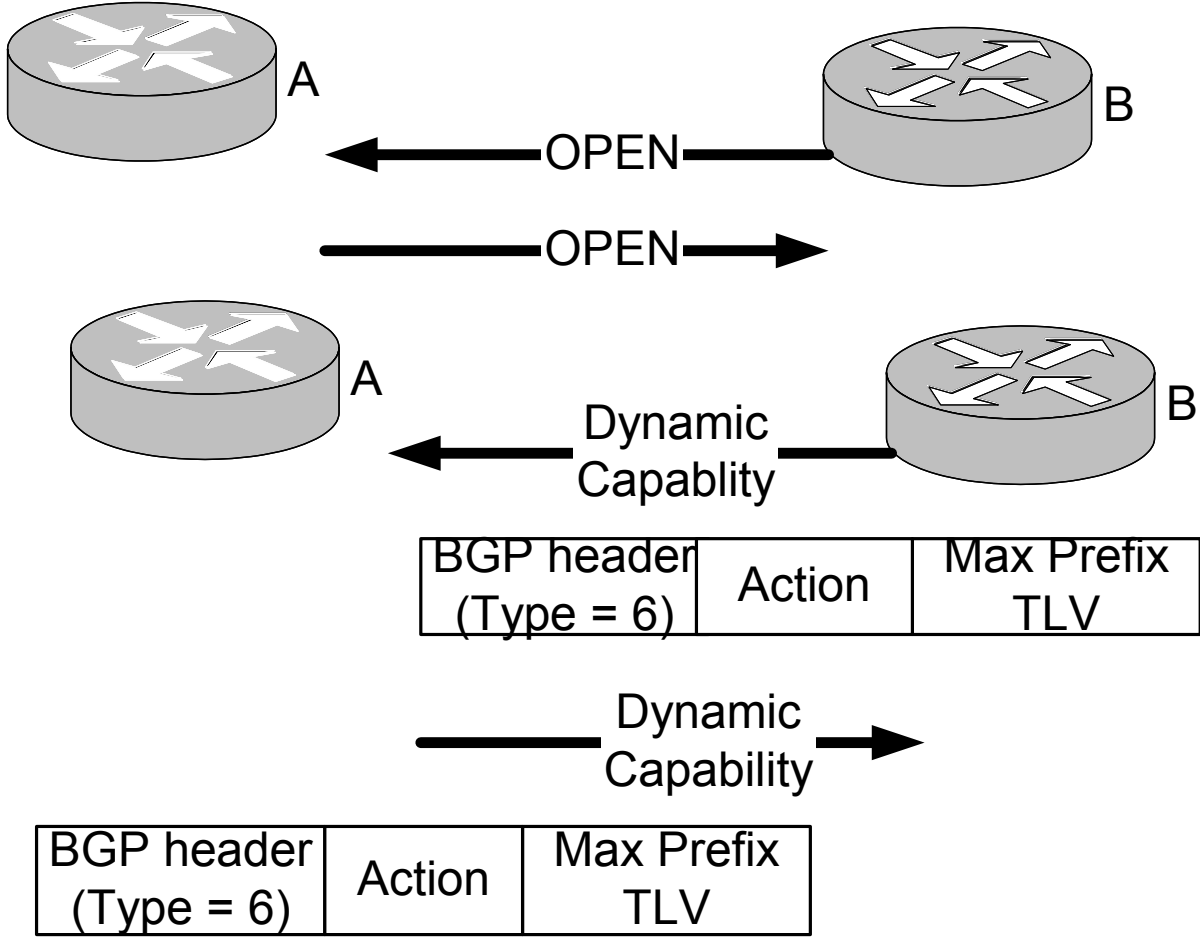 A
B
OPEN
OPEN
A
B
Dynamic
Capablity
BGP header
(Type = 6)
Action
Max Prefix
TLV
Dynamic
Capability
BGP header
(Type = 6)
Action
Max Prefix
TLV